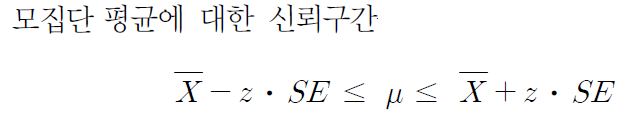 모집단 평균에 대한 신뢰구간
X̅ − z · SE ≤ μ ≤ X̅ + z · SE